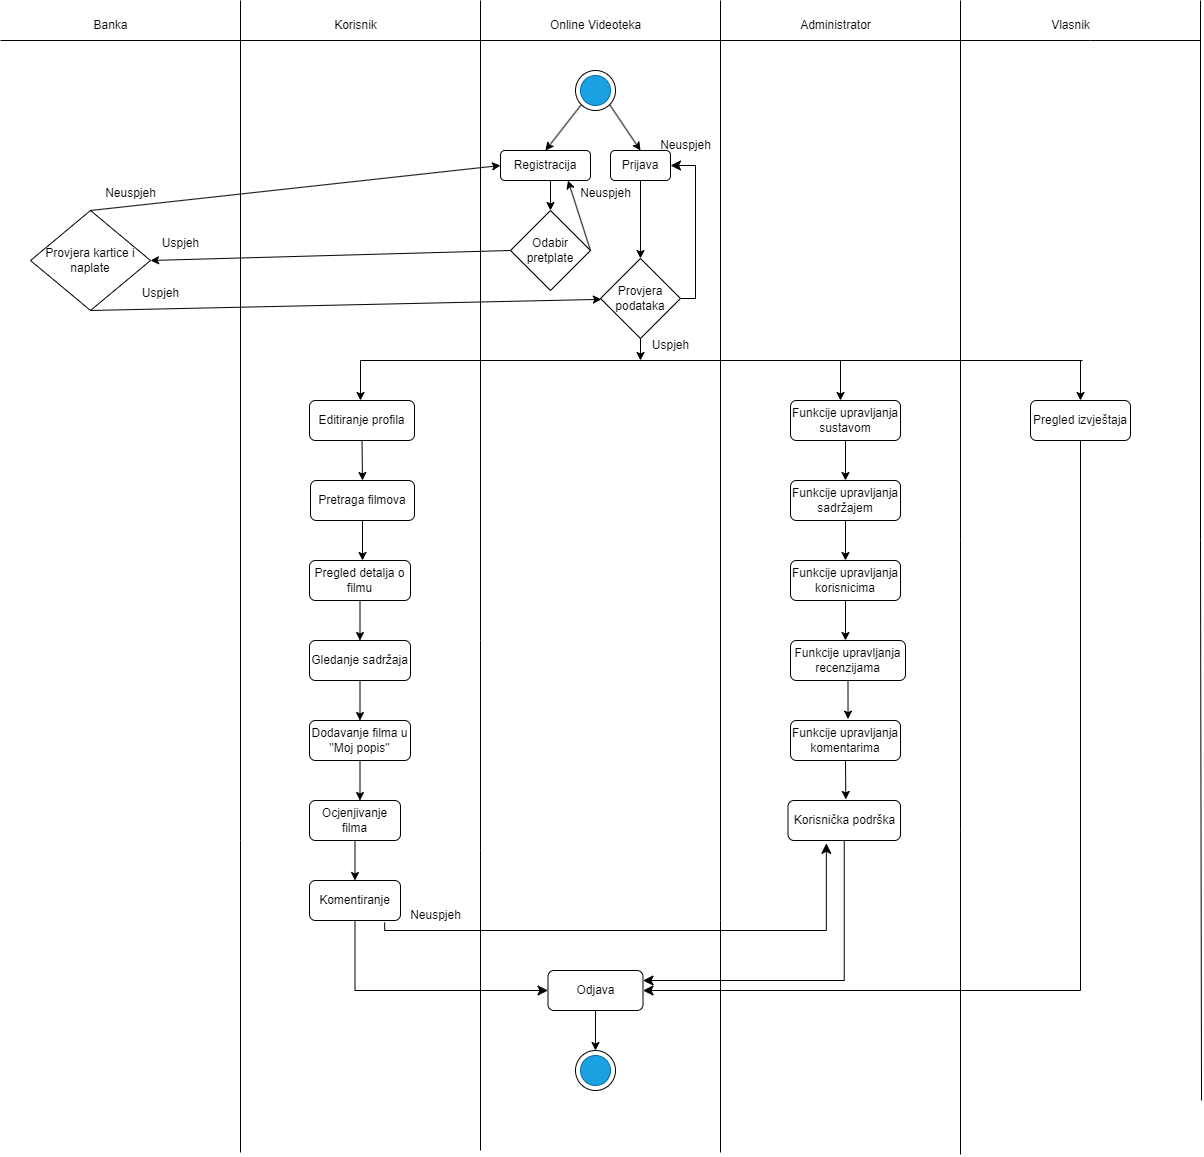 Banka
Korisnik
Online Videoteka
Administrator
Vlasnik
Registracija
Prijava
Neuspjeh
Neuspjeh
Neuspjeh
Odabir
pretplate
Uspjeh
Provjera kartice i
naplate
Uspjeh
Provjera
podataka
Uspjeh
Editiranje profila
Funkcije upravljanja
sustavom
Pregled izvještaja
Pretraga filmova
Funkcije upravljanja
sadržajem
Pregled detalja o
filmu
Funkcije upravljanja
korisnicima
Gledanje sadržaja
Funkcije upravljanja
recenzijama
Dodavanje filma u
"Moj popis"
Funkcije upravljanja
komentarima
Ocjenjivanje
filma
Korisnička podrška
Komentiranje
Neuspjeh
Odjava